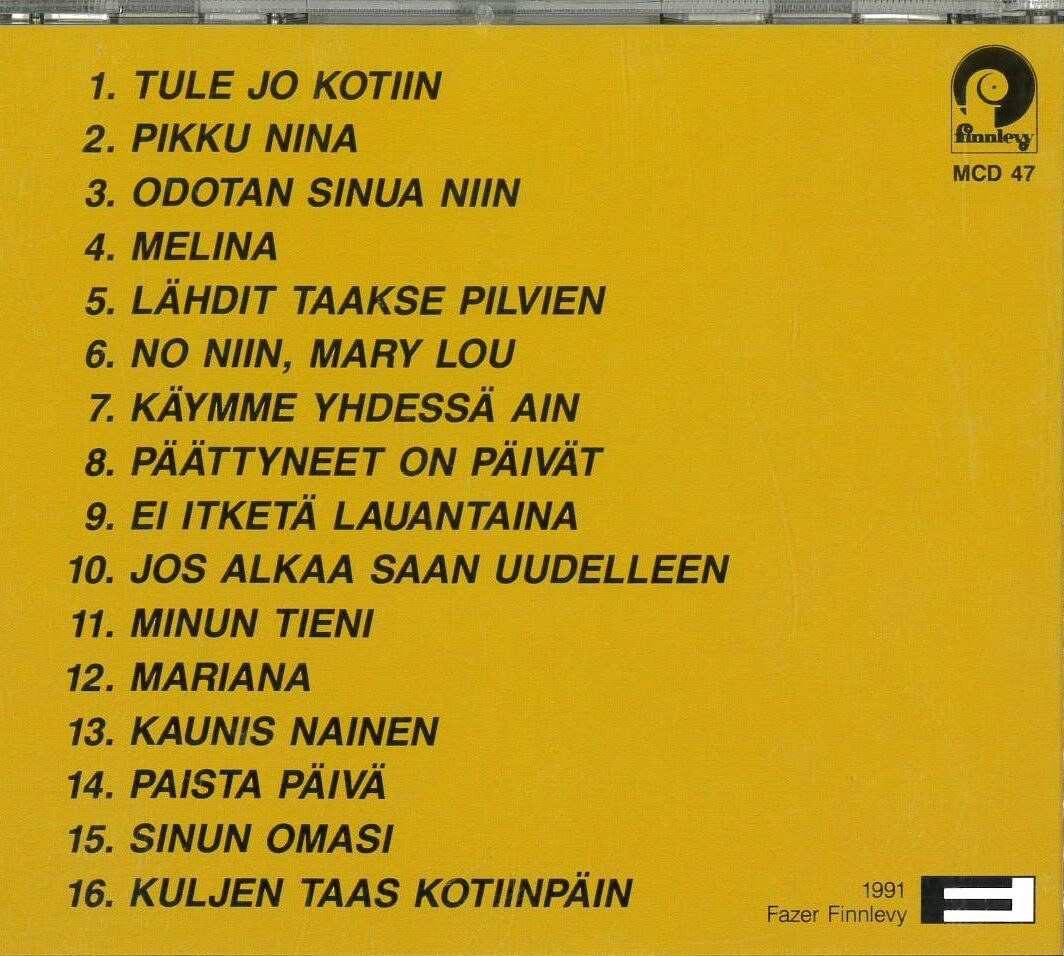 1. TULE JO KOTIIN
2. PIKKU NINA
3. ODOTAN SINUA NIIN
4. MELINA
5. LÄHDIT TAAKSE PILVIEN
6. NO NIIN, MARY LOU
7. KÄYMME YHDESSÄ AIN
8. PÄÄTTYNEET ON PÄIVÄT
9. EI ITKETÄ LAUANTAINA
10. JOS ALKAA SAAN UUDELLEEN
11. MINUN TIENI
12. MARIANA
13. KAUNIS NAINEN
14. PAISTA PÄIVÄ
15. SINUN OMASI
16. KULJEN TAAS KOTIINPÄIN
finnlevy
MCD 47
1991
Fazer Finnlevy